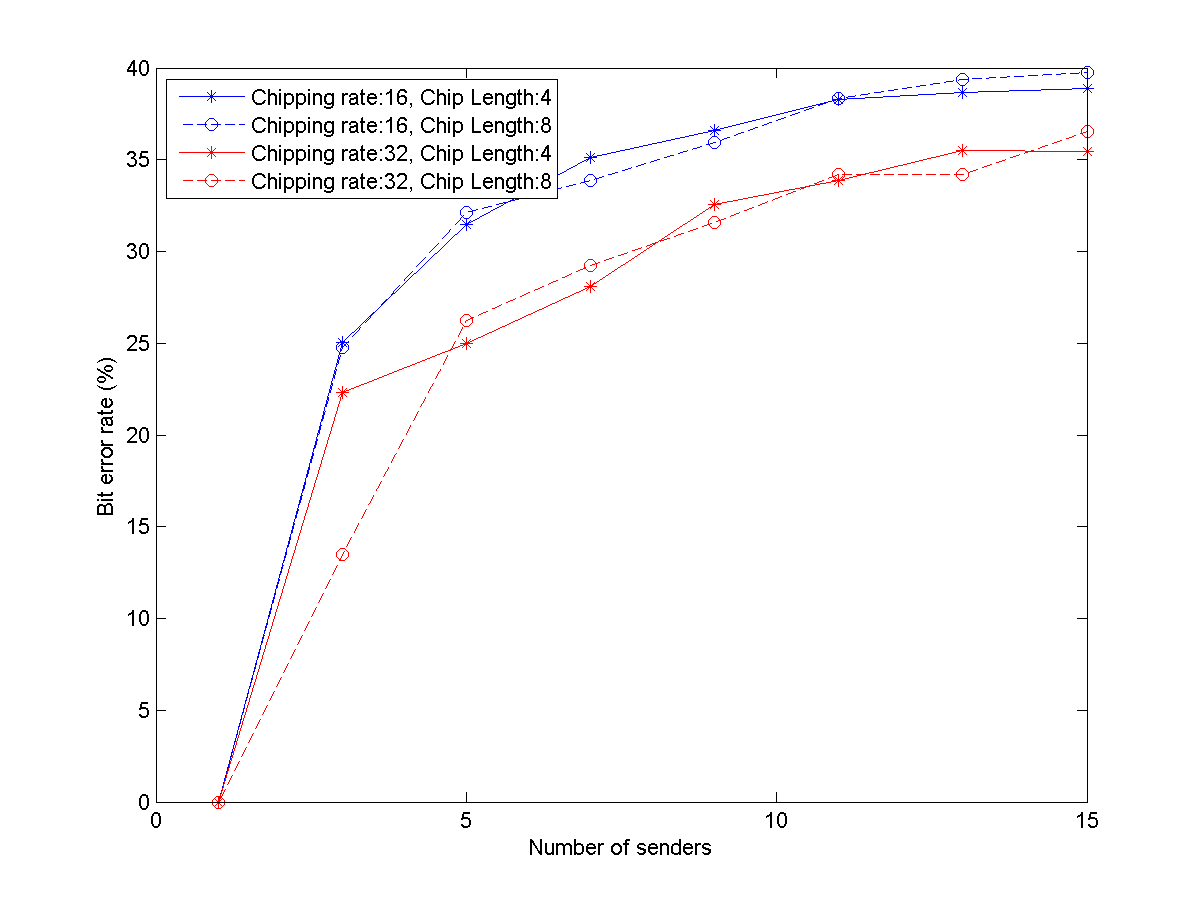 40
35
30
25
20
15
10
5
0
Bit error rate (%)
Chipping rate:16, Chip Length:4
Chipping rate:16, Chip Length:8
Chipping rate:32, Chip Length:4
Chipping rate:32, Chip Length:8
0 5 10 15
Number of senders